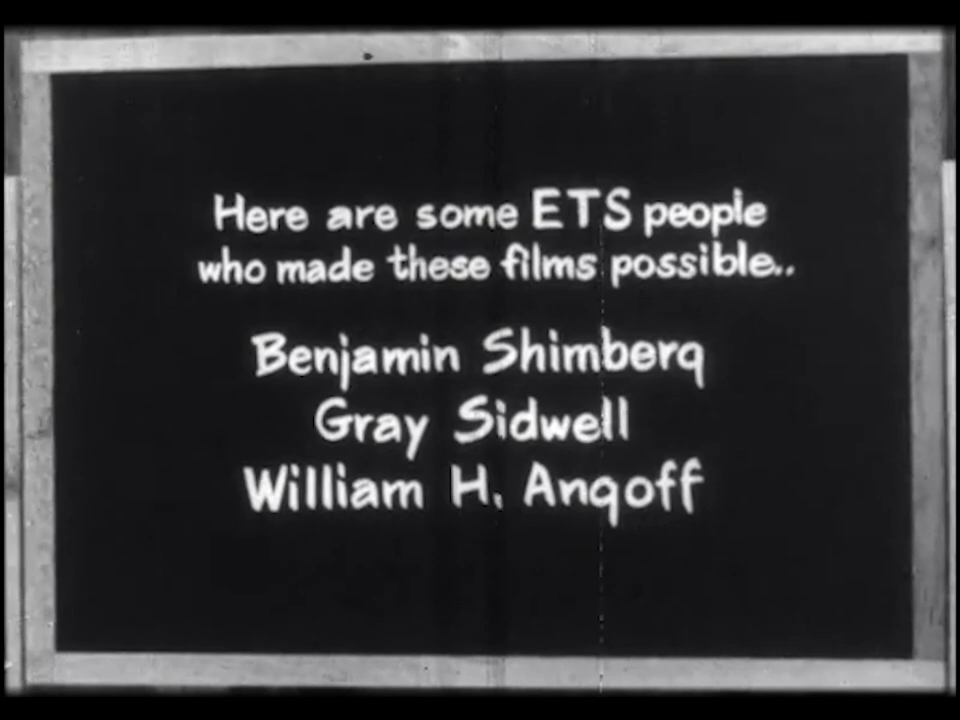 Here are some ETS people
who made these films possible..
Benjamin Shimberg
Gray Sidwell
William H. Angoff